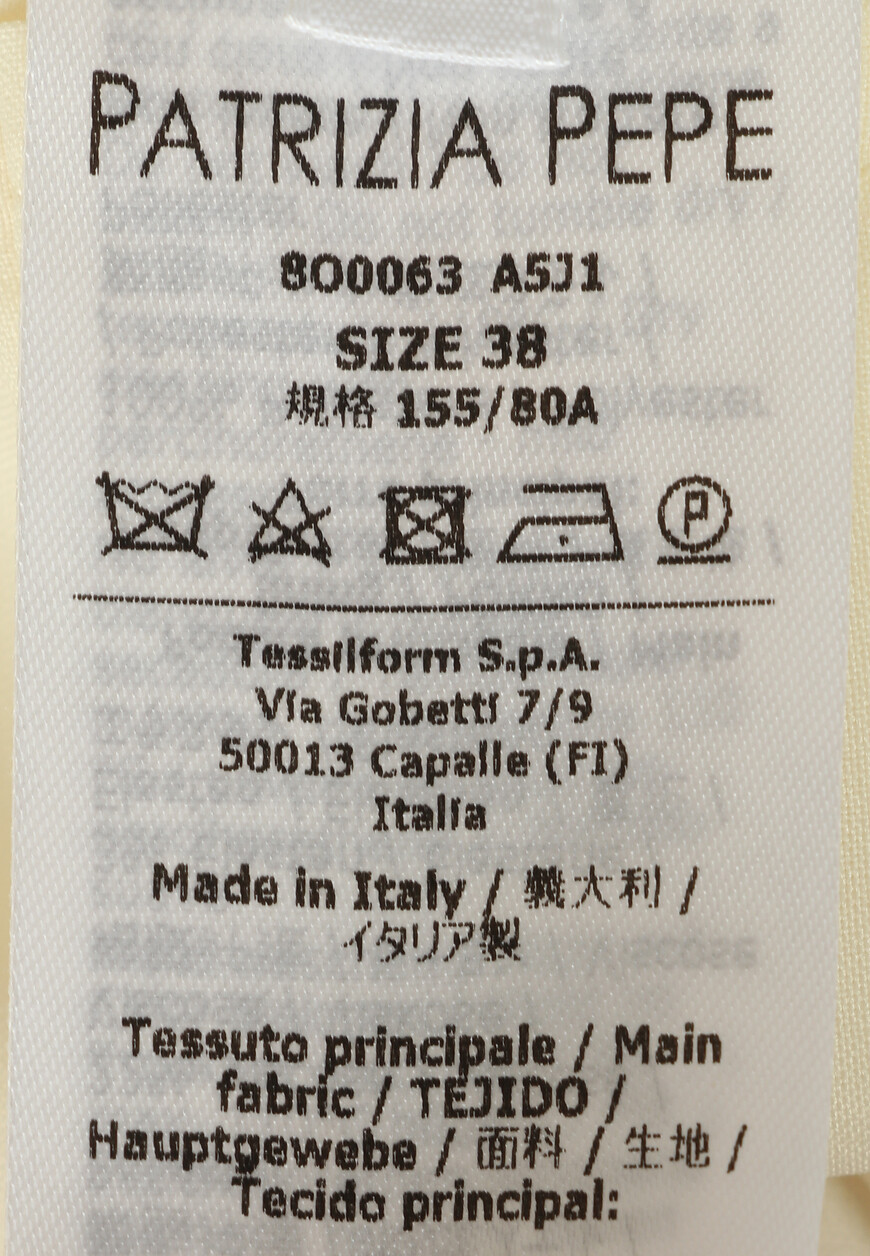 PATRIZIA PEPE
8O0063 A5J1
SIZE 38
規格 155/80A
P
Tessilform S.p.A.
Via Gobetti 7/9
50013 Capalle (FI)
Italia
Made in Italy / 義大利 /
イタリア製
Tessuto principale / Main
fabric / TEJIDO /
Hauptgewebe / 面料 / 生地 /
Tecido principal: